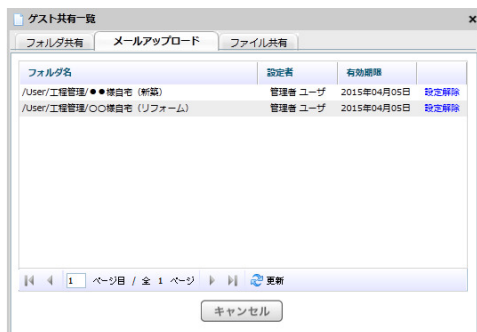 ゲスト共有一覧 ×
フォルダ共有 メールアップロード ファイル共有
フォルダ名 設定者 有効期限
/User/工程管理/●●様自宅（新築） 管理者 ユーザ 2015年04月05日 設定解除
/User/工程管理/○○様自宅（リフォーム） 管理者 ユーザ 2015年04月05日 設定解除
1 ページ目 / 全 1 ページ 更新
キャンセル